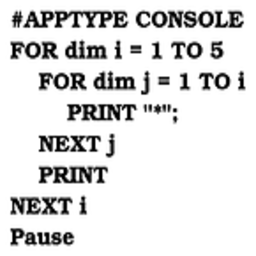 #APPTYPE CONSOLE
FOR dim i = 1 TO 5
FOR dim j = 1 TO i
PRINT "*";
NEXT j
PRINT
NEXT i
Pause